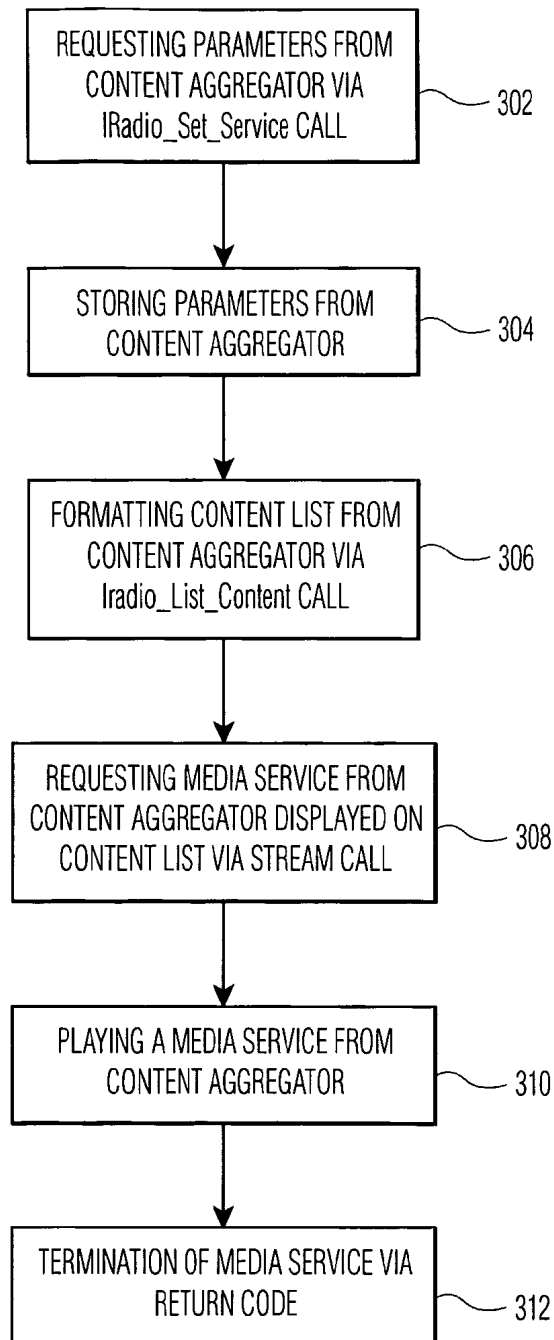 REQUESTING PARAMETERS FROM
CONTENT AGGREGATOR VIA
IRadio_Set_Service CALL
302
STORING PARAMETERS FROM
CONTENT AGGREGATOR
304
FORMATTING CONTENT LIST FROM
CONTENT AGGREGATOR VIA
Iradio_List_Content CALL
306
REQUESTING MEDIA SERVICE FROM
CONTENT AGGREGATOR DISPLAYED ON
CONTENT LIST VIA STREAM CALL
308
PLAYING A MEDIA SERVICE FROM
CONTENT AGGREGATOR
310
TERMINATION OF MEDIA SERVICE VIA
RETURN CODE
312